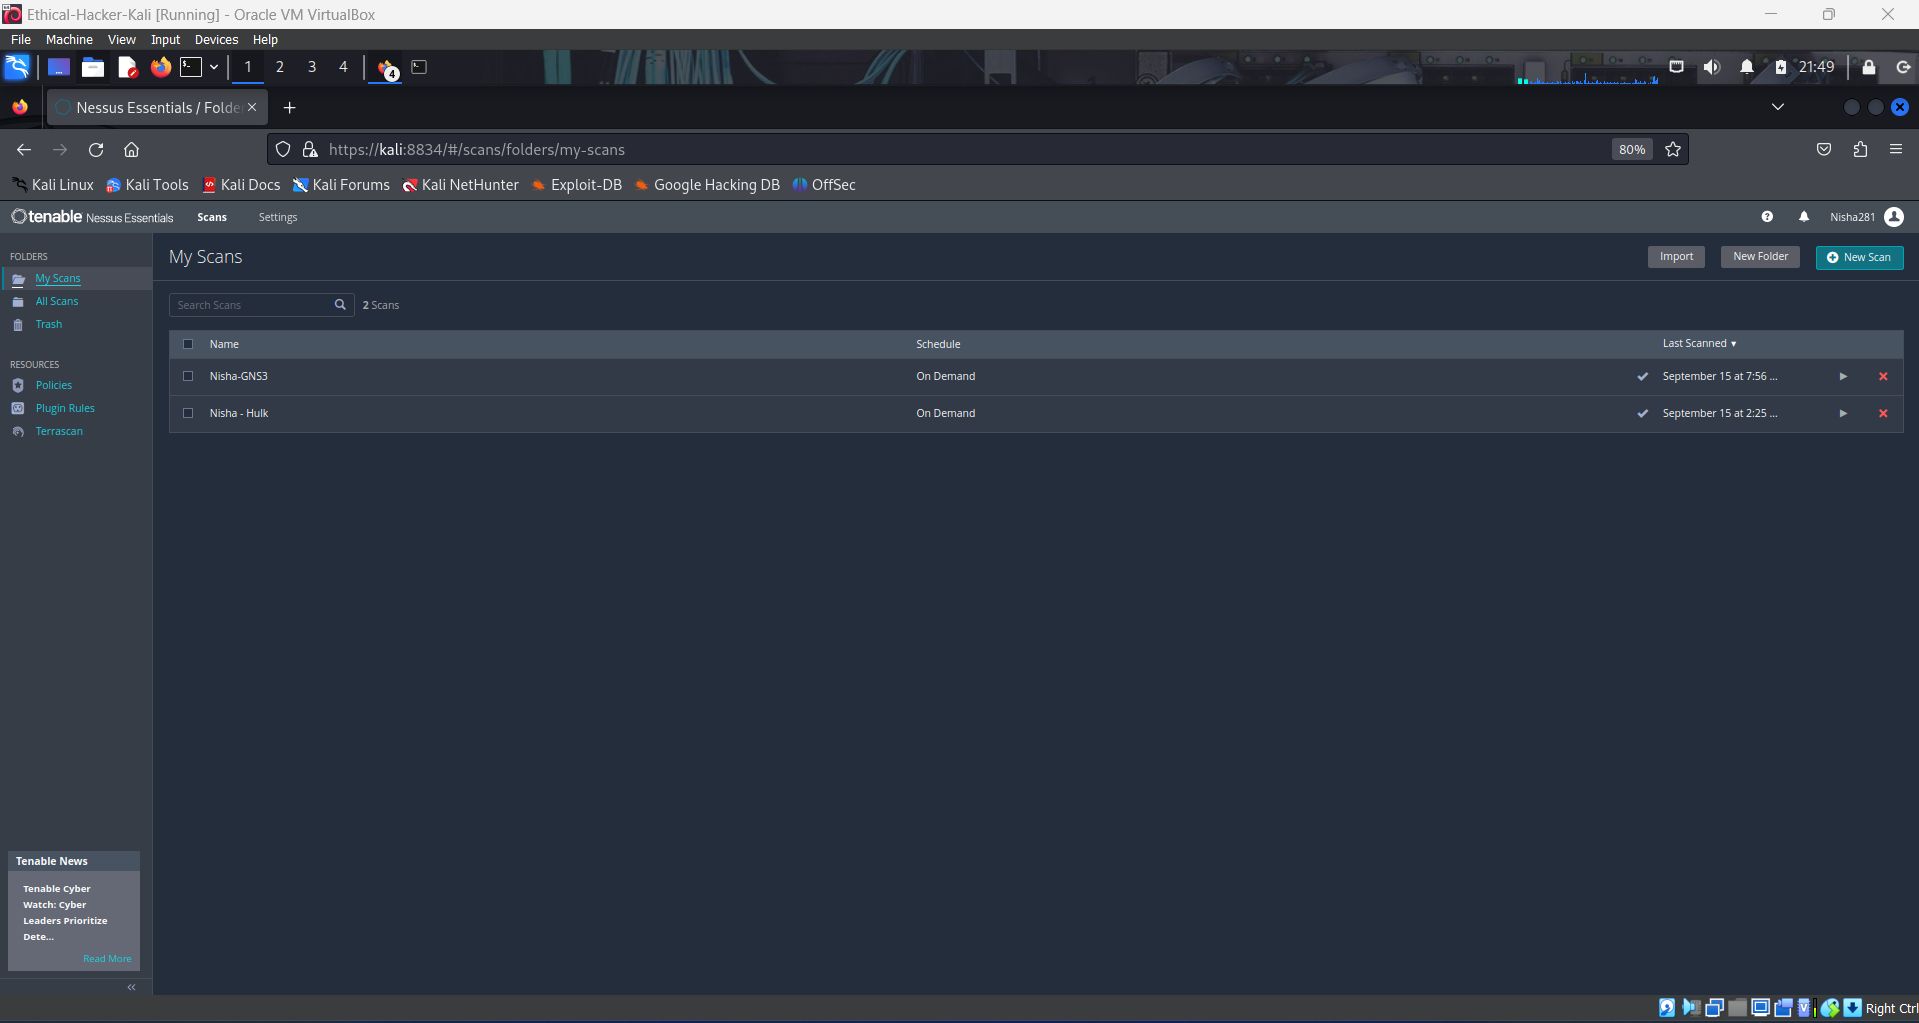 Ethical-Hacker-Kali [Running] - Oracle VM VirtualBox
File Machine View Input Devices Help
1 2 3 4 4 21:49
Nessus Essentials / Folde
https://kali:8834/#/scans/folders/my-scans 80%
Kali Linux Kali Tools Kali Docs Kali Forums Kali NetHunter Exploit-DB Google Hacking DB OffSec
tenable Nessus Essentials Scans Settings Nisha281
FOLDERS
My Scans
All Scans
Trash
RESOURCES
Policies
Plugin Rules
Terrascan
My Scans Import New Folder New Scan
Search Scans 2 Scans
Name Schedule Last Scanned
Nisha-GNS3 On Demand September 15 at 7:56 ...
Nisha - Hulk On Demand September 15 at 2:25 ...
Tenable News
Tenable Cyber
Watch: Cyber
Leaders Prioritize
Dete...
Read More
Right Ctrl